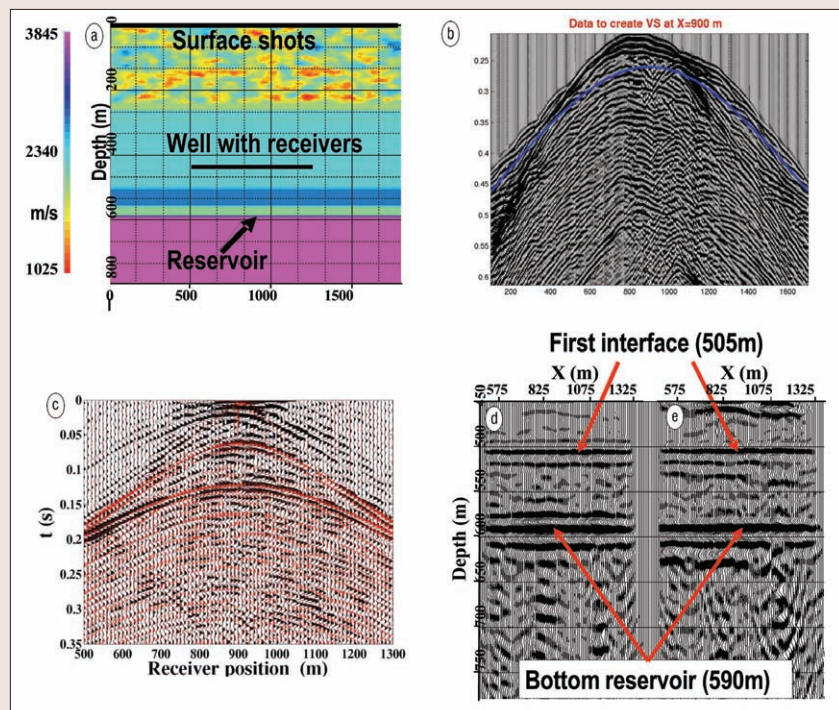 3845
2340
m/s
1025
a
Surface shots
Well with receivers
Reservoir
Depth (m)
0
200
400
600
800
0 500 1000 1500
b
Data to create VS at X=900 m
0.25
0.3
0.35
0.4
0.45
0.5
0.55
0.6
200 400 600 800 1000 1200 1400 1600
c
t (s)
0
0.05
0.1
0.15
0.2
0.25
0.3
0.35
500 600 700 800 900 1000 1100 1200 1300
Receiver position (m)
First interface (505m)
X (m) X (m)
575 825 1075 1325 575 825 1075 1325
d e
Depth (m)
500
550
600
650
700
750
Bottom reservoir (590m)